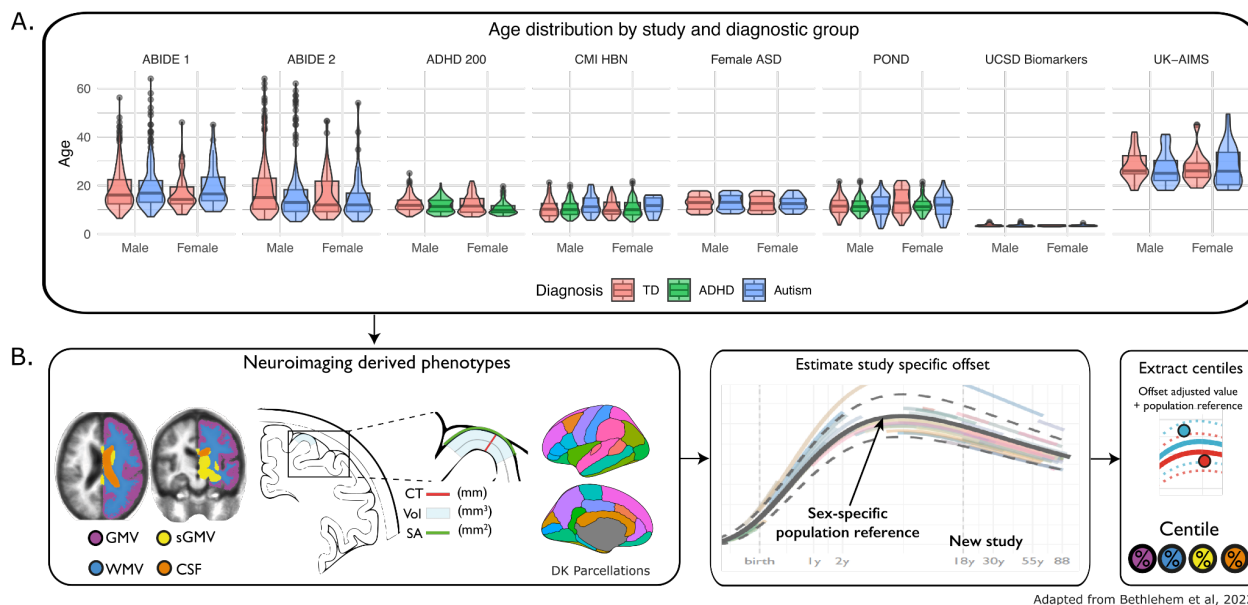 A.
Age distribution by study and diagnostic group
ABIDE 1 ABIDE 2 ADHD 200 CMI HBN Female ASD POND UCSD Biomarkers UK−AIMS
60
40
20
0
Age
Male Female Male Female Male Female Male Female Male Female Male Female Male Female Male Female
Diagnosis TD ADHD Autism
B.
Neuroimaging derived phenotypes
GMV sGMV
WMV CSF
CT (mm)
Vol (mm³)
SA (mm²)
DK Parcellations
Estimate study specific offset
Sex-specific
population reference
New study
birth 1y 2y 18y 30y 55y 88
Extract centiles
Offset adjusted value
+ population reference
Centile
% % % %
Adapted from Bethlehem et al, 202